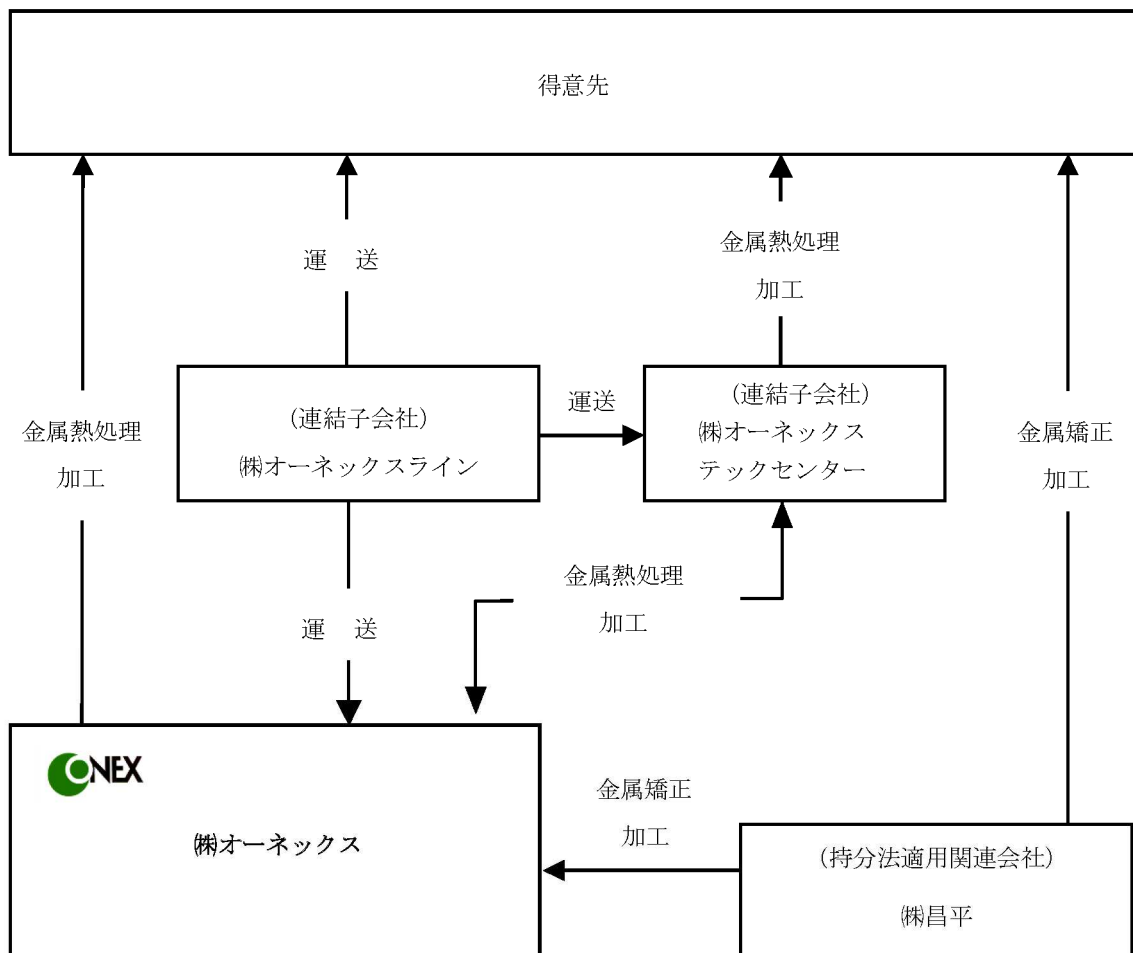 得意先
運 送
金属熱処理
加工
(連結子会社)
㈱オーネックスライン
運送
(連結子会社)
㈱オーネックス
テックセンター
金属熱処理
加工
金属矯正
加工
金属熱処理
加工
運 送
ONEX
㈱オーネックス
金属矯正
加工
(持分法適用関連会社)
㈱昌平